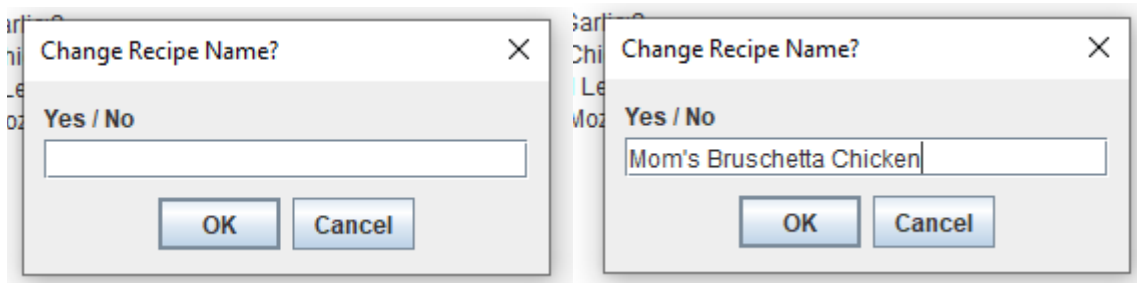 Change Recipe Name?
Yes / No
OK Cancel
Change Recipe Name?
Yes / No
Mom's Bruschetta Chicken
OK Cancel